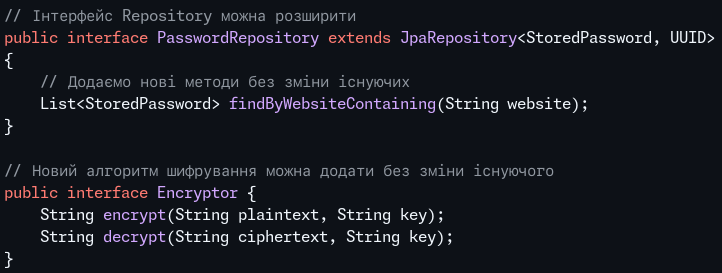 // Інтерфейс Repository можна розширити
public interface PasswordRepository extends JpaRepository<StoredPassword, UUID>
{
    // Додаємо нові методи без зміни існуючих
    List<StoredPassword> findByWebsiteContaining(String website);
}

// Новий алгоритм шифрування можна додати без зміни існуючого
public interface Encryptor {
    String encrypt(String plaintext, String key);
    String decrypt(String ciphertext, String key);
}